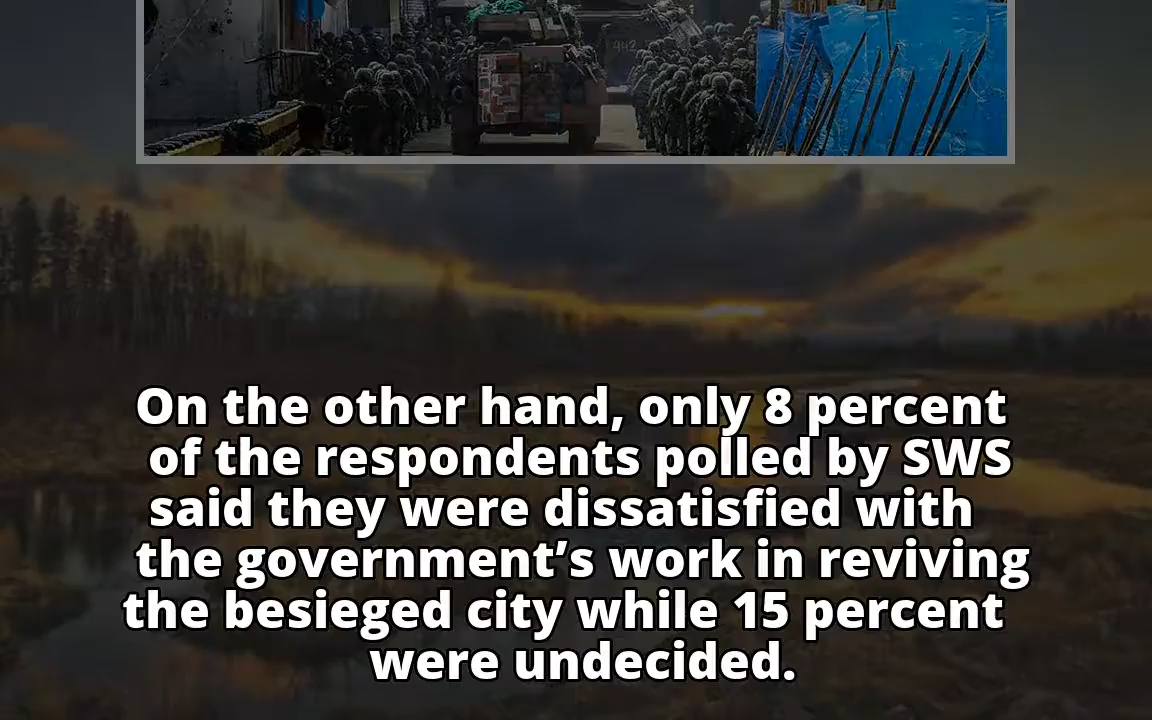 On the other hand, only 8 percent
of the respondents polled by SWS
said they were dissatisfied with
the government’s work in reviving
the besieged city while 15 percent
were undecided.